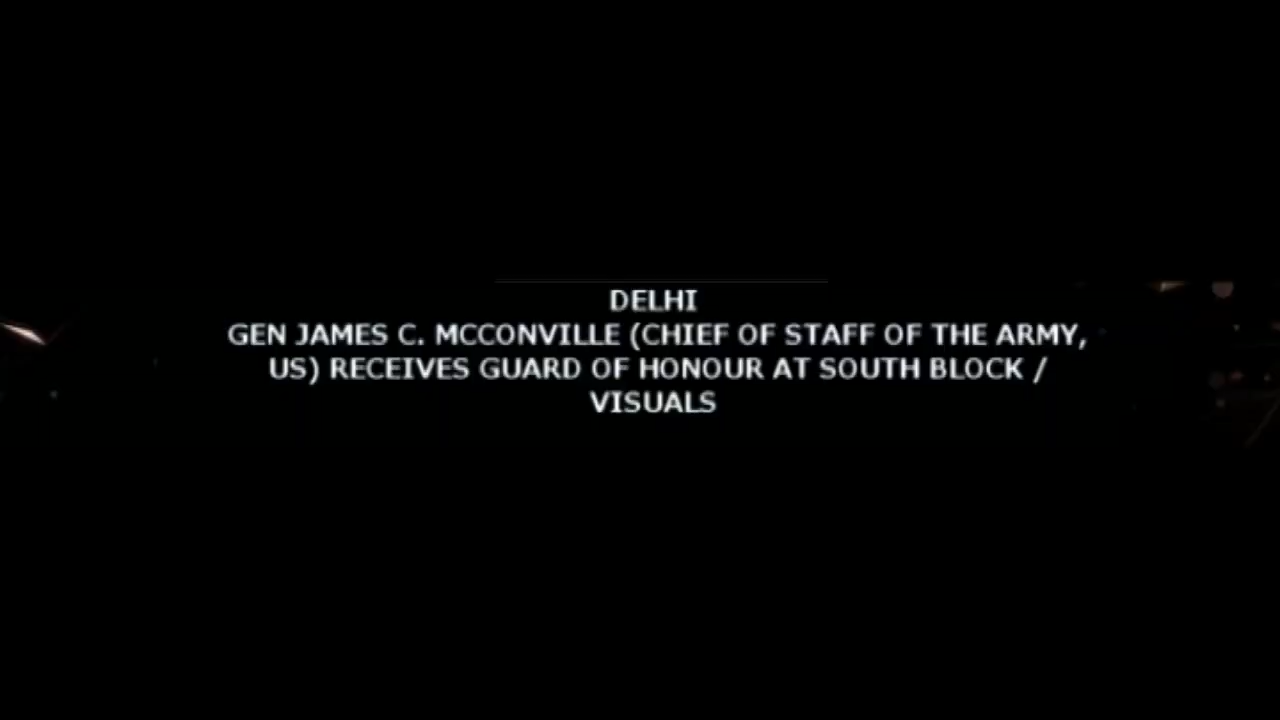 DELHI
GEN JAMES C. MCCONVILLE (CHIEF OF STAFF OF THE ARMY,
US) RECEIVES GUARD OF HONOUR AT SOUTH BLOCK /
VISUALS